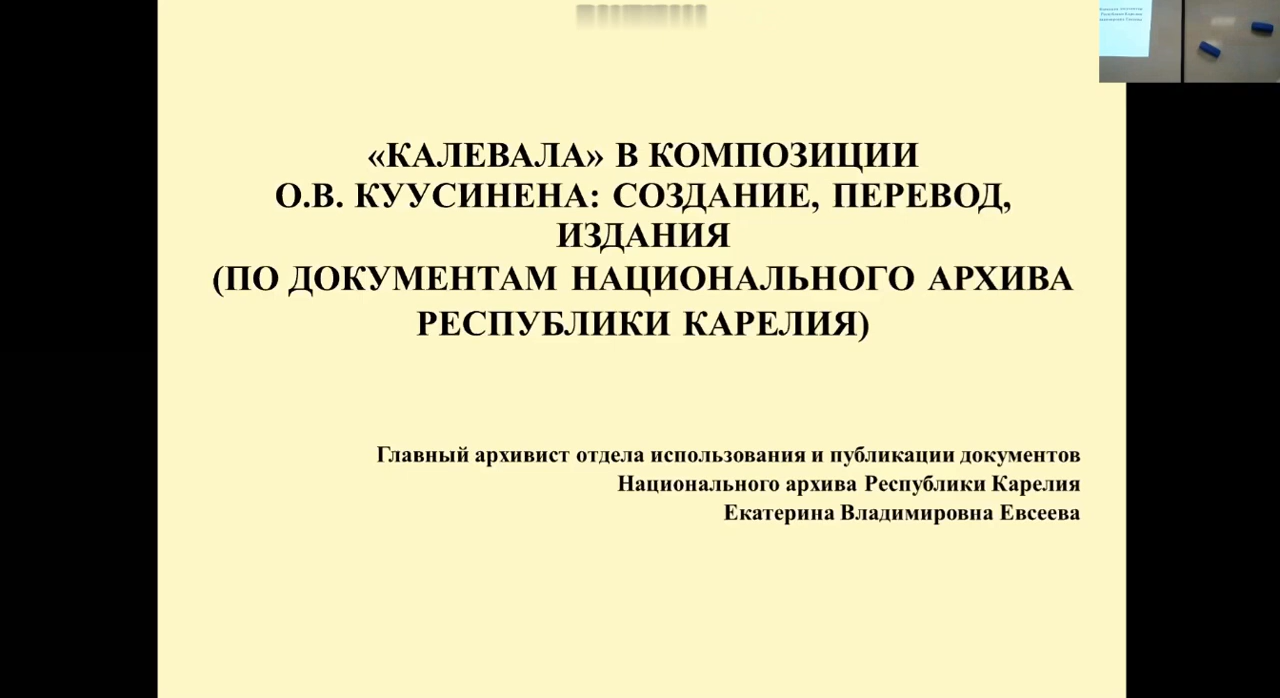 «КАЛЕВАЛА» В КОМПОЗИЦИИ
О.В. КУУСИНЕНА: СОЗДАНИЕ, ПЕРЕВОД,
ИЗДАНИЯ
(ПО ДОКУМЕНТАМ НАЦИОНАЛЬНОГО АРХИВА
РЕСПУБЛИКИ КАРЕЛИЯ)
Главный архивист отдела использования и публикации документов
Национального архива Республики Карелия
Екатерина Владимировна Евсеева